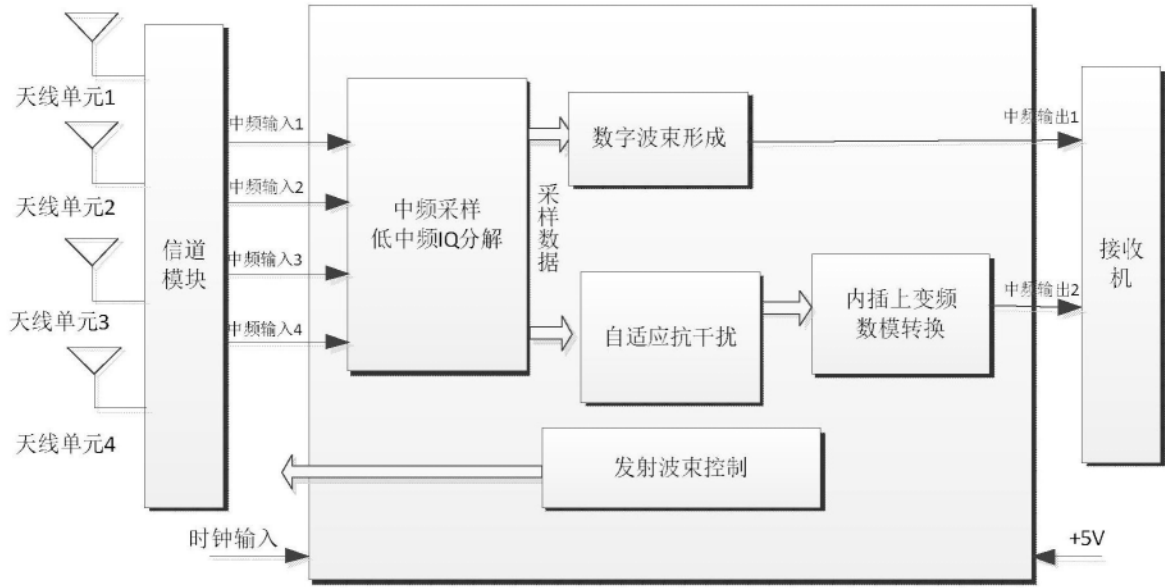 天线单元1
天线单元2
天线单元3
天线单元4
信道
模块
中频输入1
中频输入2
中频输入3
中频输入4
中频采样
低中频IQ分解
采样数据
数字波束形成
自适应抗干扰
内插上变频
数模转换
发射波束控制
中频输出1
中频输出2
接收
机
时钟输入
+5V